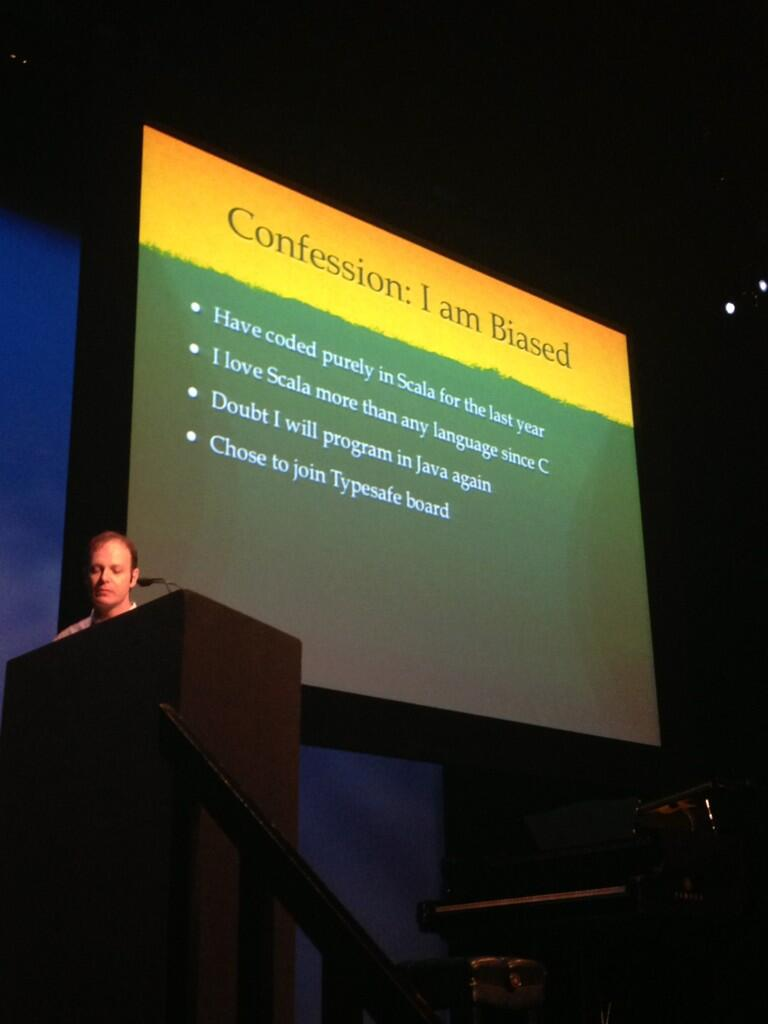 Confession: I am Biased
• Have coded purely in Scala for the last year
• I love Scala more than any language since C
• Doubt I will program in Java again
• Chose to join Typesafe board
YAMAHA